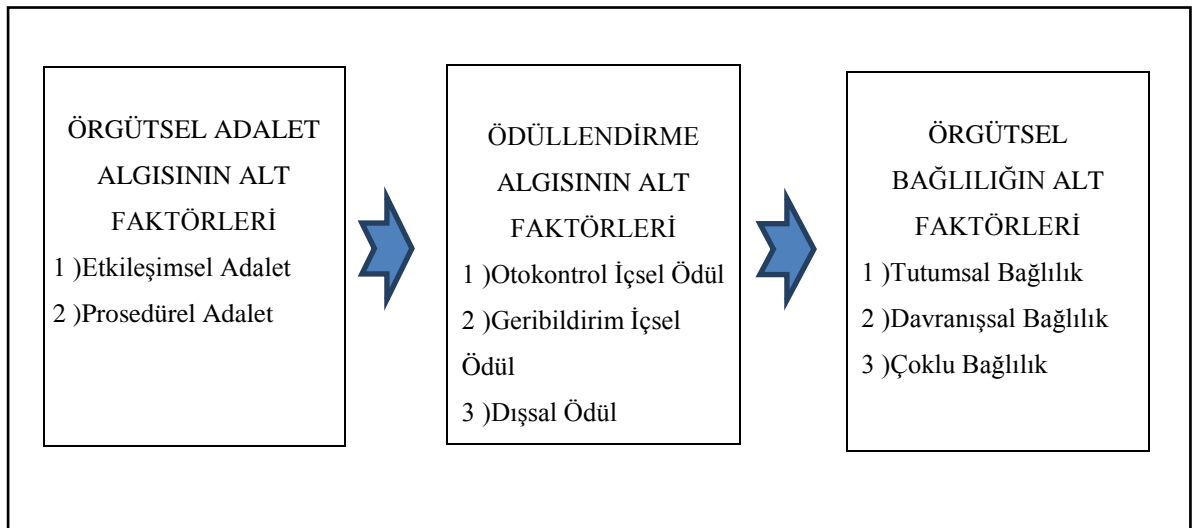 ÖRGÜTSEL ADALET
ALGISININ ALT
FAKTÖRLERİ
1 )Etkileşimsel Adalet
2 )Prosedürel Adalet
ÖDÜLLENDİRME
ALGISININ ALT
FAKTÖRLERİ
1 )Otokontrol İçsel Ödül
2 )Geribildirim İçsel
Ödül
3 )Dışsal Ödül
ÖRGÜTSEL
BAĞLILIĞIN ALT
FAKTÖRLERİ
1 )Tutumsal Bağlılık
2 )Davranışsal Bağlılık
3 )Çoklu Bağlılık